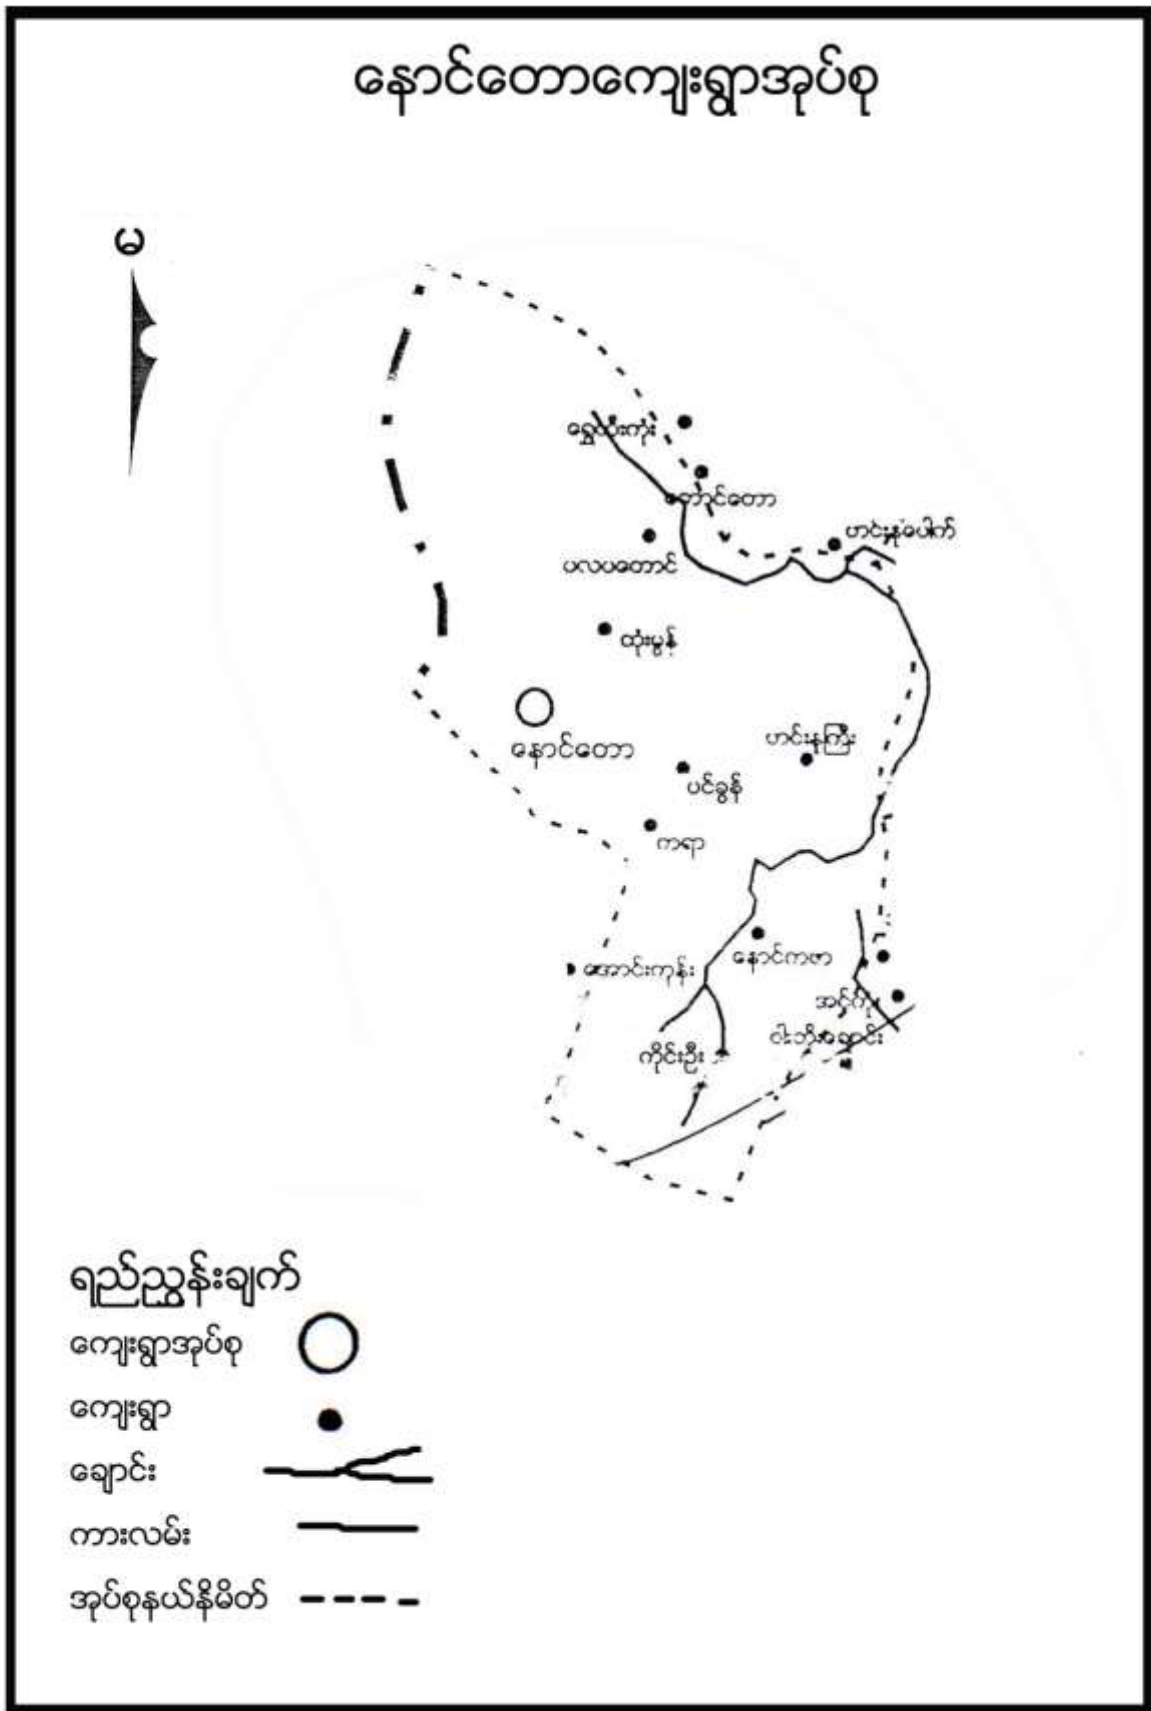 နောင်တောကျေးရွာအုပ်စု
မ
ရွှေသီးကုံး
တောင်တော
ဟင်းနုပေါက်
ပလပတောင်
ထုံးမွန်
နောင်တော
ဟင်းနုကြီး
ပင်ခွန်
ကရာ
နောင်ကဇာ
အောင်းကုန်း
ကိုင်းဦး
ရည်ညွှန်းချက်
ကျေးရွာအုပ်စု
ကျေးရွာ
ချောင်း
ကားလမ်း
အုပ်စုနယ်နိမိတ်